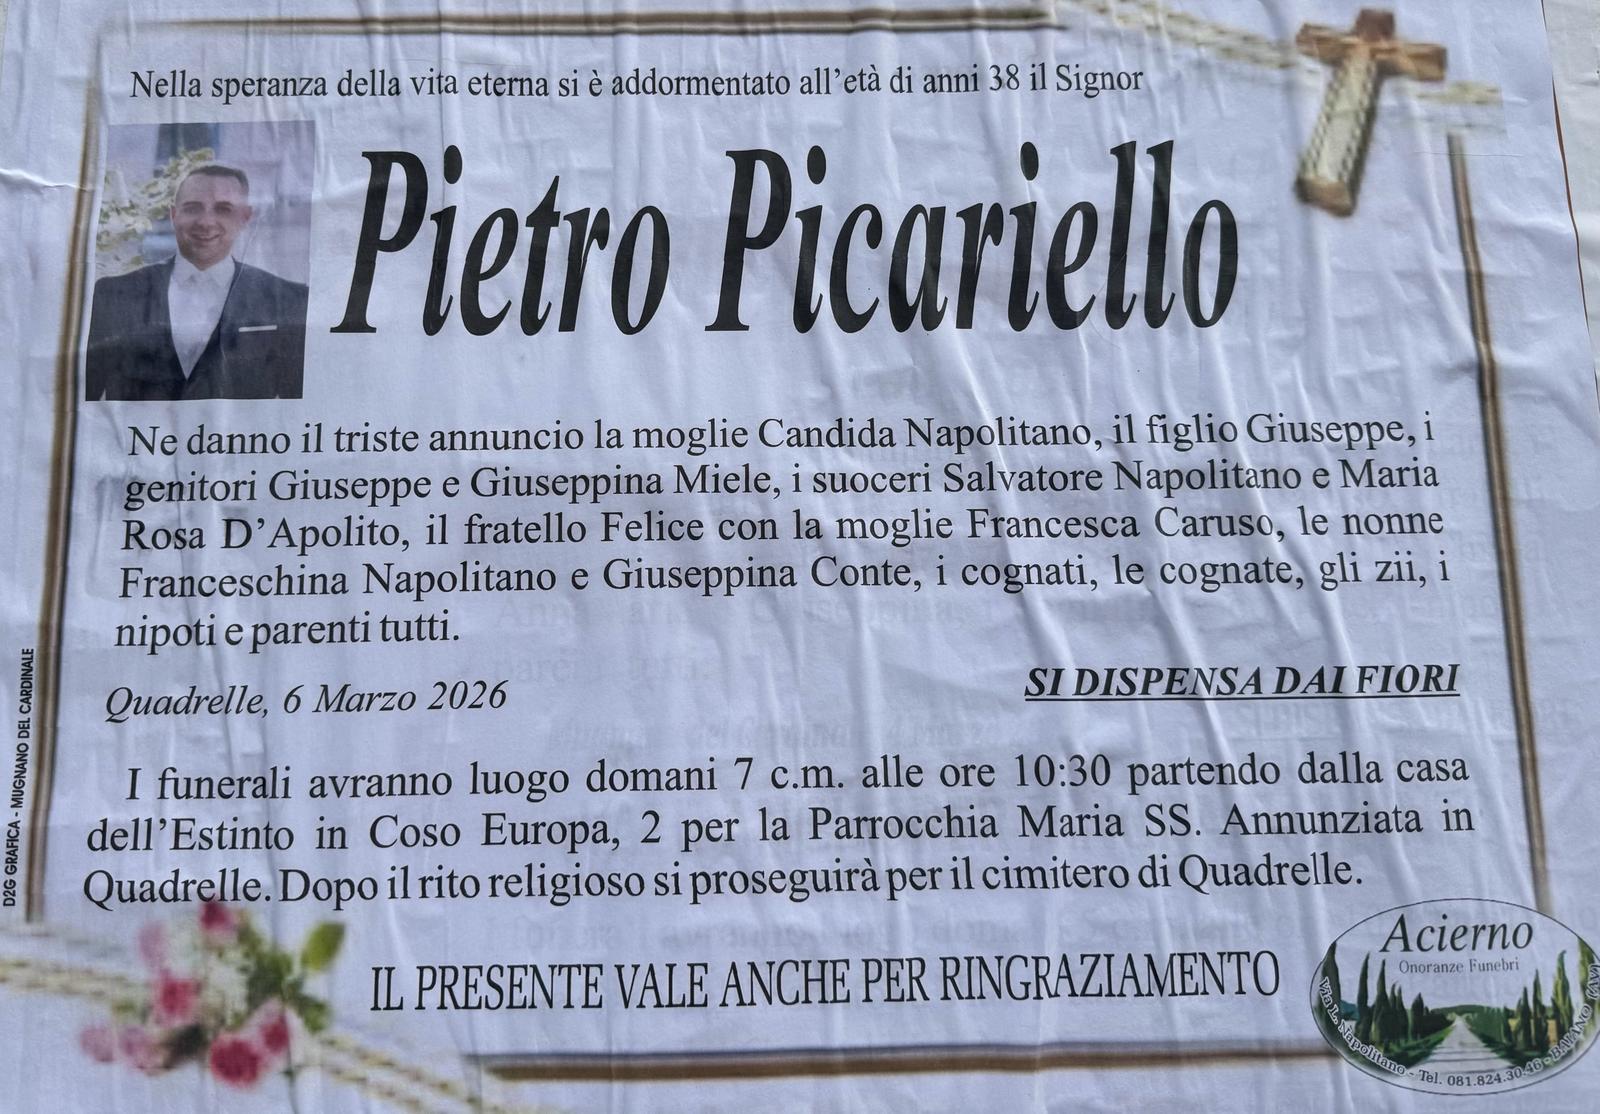 Nella speranza della vita eterna si è addormentato all'età di anni 38 il Signor
Pietro Picariello
Ne danno il triste annuncio la moglie Candida Napolitano, il figlio Giuseppe, i
genitori Giuseppe e Giuseppina Miele, i suoceri Salvatore Napolitano e Maria
Rosa D'Apolito, il fratello Felice con la moglie Francesca Caruso, le nonne
Franceschina Napolitano e Giuseppina Conte, i cognati, le cognate, gli zii, i
nipoti e parenti tutti.
Quadrelle, 6 Marzo 2026
SI DISPENSA DAI FIORI
I funerali avranno luogo domani 7 c.m. alle ore 10:30 partendo dalla casa
dell'Estinto in Coso Europa, 2 per la Parrocchia Maria SS. Annunziata in
Quadrelle. Dopo il rito religioso si proseguirà per il cimitero di Quadrelle.
IL PRESENTE VALE ANCHE PER RINGRAZIAMENTO
Acierno
Onoranze Funebri
Via L. Napolitano - Tel. 081.824.30.46 - BAIANO (AV)
D2G GRAFICA - MUGNANO DEL CARDINALE